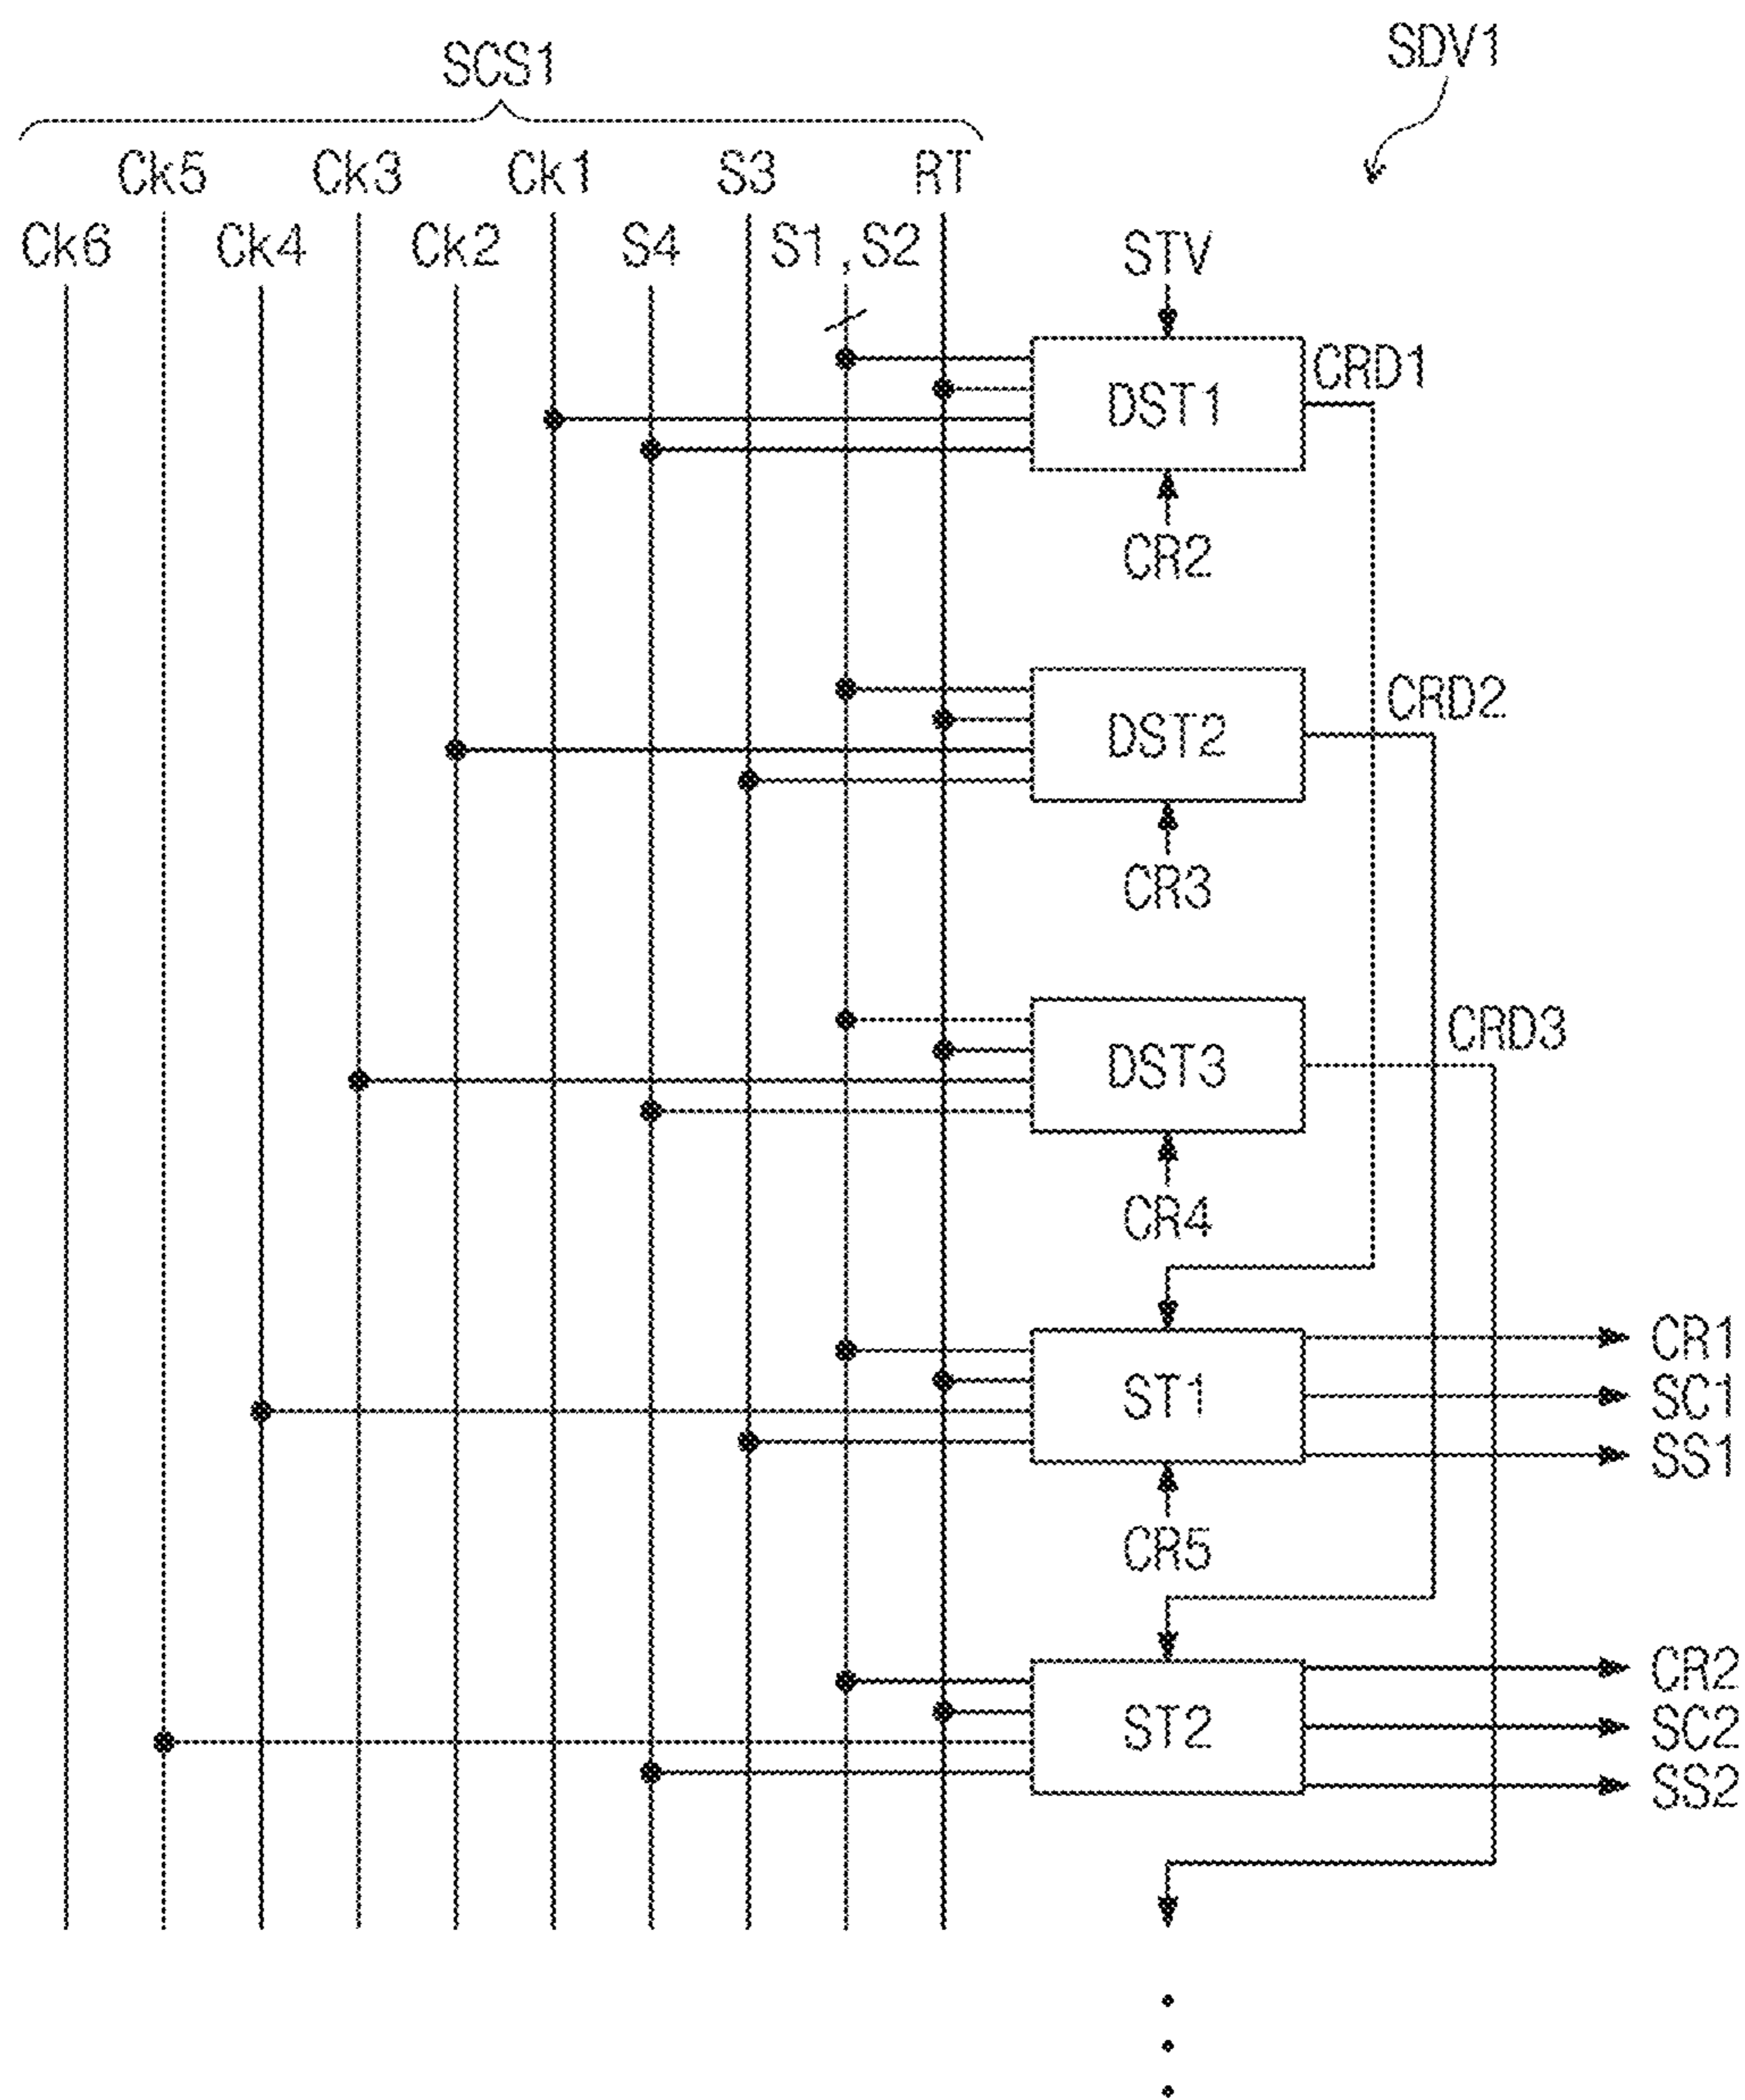 SCS1
SDV1
Ck5 Ck3 Ck1 S3 RT
Ck6 Ck4 Ck2 S4 S1,S2
STV
DST1
CRD1
CR2
DST2
CRD2
CR3
DST3
CRD3
CR4
ST1
CR1
SC1
SS1
CR5
ST2
CR2
SC2
SS2